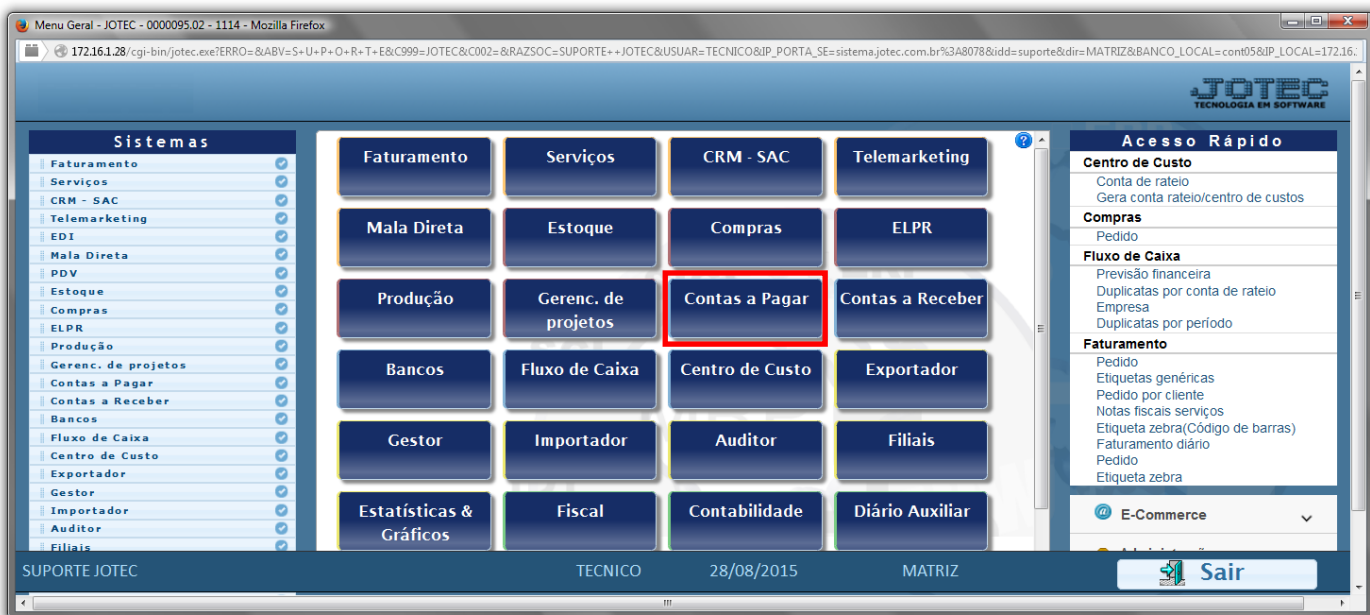 Menu Geral - JOTEC - 0000095.02 - 1114 - Mozilla Firefox
172.16.1.28/cgi-bin/jotec.exe?ERRO=&ABV=S+U+P+O+R+T+E&C999=JOTEC&C002=&RAZSOC=SUPORTE++JOTEC&USUAR=TECNICO&IP_PORTA_SE=sistema.jotec.com.br%3A8078&idd=suporte&dir=MATRIZ&BANCO_LOCAL=cont05&IP_LOCAL=172.16.
JOTEC
TECNOLOGIA EM SOFTWARE
Sistemas
Faturamento
Serviços
CRM - SAC
Telemarketing
EDI
Mala Direta
PDV
Estoque
Compras
ELPR
Produção
Gerenc. de projetos
Contas a Pagar
Contas a Receber
Bancos
Fluxo de Caixa
Centro de Custo
Exportador
Gestor
Importador
Auditor
Filiais
Faturamento
Serviços
CRM - SAC
Telemarketing
Mala Direta
Estoque
Compras
ELPR
Produção
Gerenc. de
projetos
Contas a Pagar
Contas a Receber
Bancos
Fluxo de Caixa
Centro de Custo
Exportador
Gestor
Importador
Auditor
Filiais
Estatísticas &
Gráficos
Fiscal
Contabilidade
Diário Auxiliar
Acesso Rápido
Centro de Custo
Conta de rateio
Gera conta rateio/centro de custos
Compras
Pedido
Fluxo de Caixa
Previsão financeira
Duplicatas por conta de rateio
Empresa
Duplicatas por período
Faturamento
Pedido
Etiquetas genéricas
Pedido por cliente
Notas fiscais serviços
Etiqueta zebra(Código de barras)
Faturamento diário
Pedido
Etiqueta zebra
E-Commerce
SUPORTE JOTEC
TECNICO
28/08/2015
MATRIZ
Sair